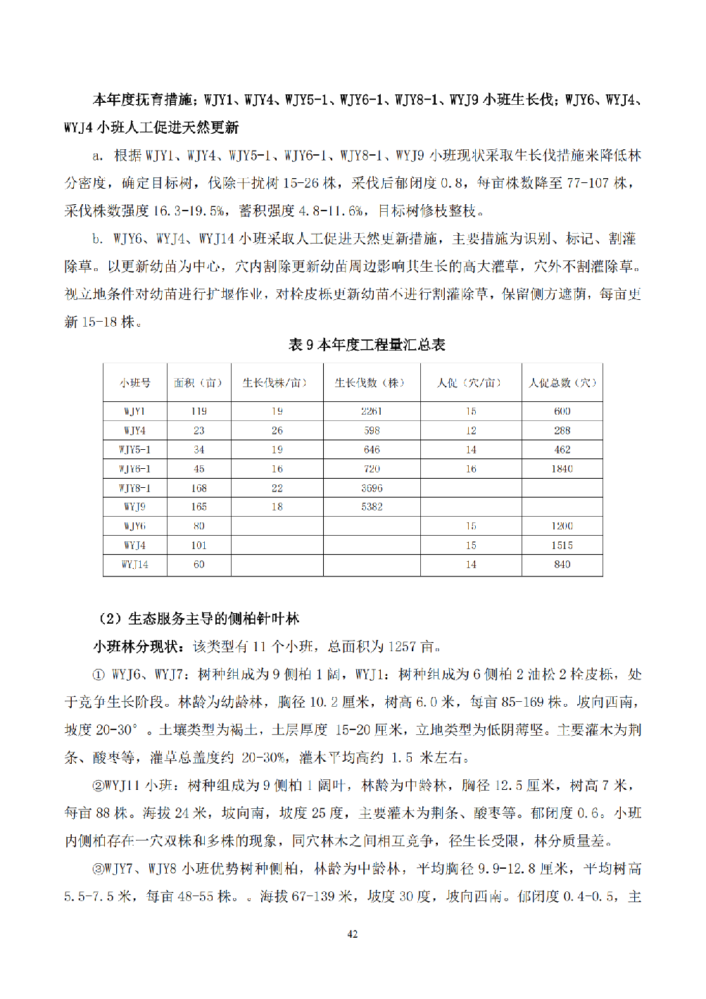 本年度抚育措施；WJY1、WJY4、WJY5-1、WJY6-1、WJY8-1、WYJ9 小班生长伐；WJY6、WYJ4、
WYJ4 小班人工促进天然更新
a. 根据 WJY1、WJY4、WJY5-1、WJY6-1、WJY8-1、WYJ9 小班现状采取生长伐措施来降低林
分密度，确定目标树，伐除干扰树 15-26 株，采伐后郁闭度 0.8，每亩株数降至 77-107 株，
采伐株数强度 16.3-19.5%，蓄积强度 4.8-11.6%，目标树修枝整枝。
b. WJY6、WYJ4、WYJ14 小班采取人工促进天然更新措施，主要措施为识别、标记、割灌
除草。以更新幼苗为中心，穴内割除更新幼苗周边影响其生长的高大灌草，穴外不割灌除草。
视立地条件对幼苗进行扩堰作业，对栓皮栎更新幼苗不进行割灌除草，保留侧方遮荫，每亩更
新 15-18 株。
表 9 本年度工程量汇总表
小班号 面积（亩） 生长伐株/亩） 生长伐数（株） 人促（穴/亩） 人促总数（穴）
WJY1 119 19 2261 15 600
WJY4 23 26 598 12 288
WJY5-1 34 19 646 14 462
WJY6-1 45 16 720 16 1840
WJY8-1 168 22 3696
WYJ9 165 18 5382
WJY6 80 15 1200
WYJ4 101 15 1515
WYJ14 60 14 840
（2）生态服务主导的侧柏针叶林
小班林分现状：该类型有 11 个小班，总面积为 1257 亩。
① WYJ6、WYJ7：树种组成为 9 侧柏 1 阔，WYJ1：树种组成为 6 侧柏 2 油松 2 栓皮栎，处
于竞争生长阶段。林龄为幼龄林，胸径 10.2 厘米，树高 6.0 米，每亩 85-169 株。坡向西南，
坡度 20-30° 。土壤类型为褐土，土层厚度 15-20 厘米，立地类型为低阴薄坚。主要灌木为荆
条、酸枣等，灌草总盖度约 20-30%，灌木平均高约 1.5 米左右。
②WYJ11 小班：树种组成为 9 侧柏 1 阔叶，林龄为中龄林，胸径 12.5 厘米，树高 7 米，
每亩 88 株。海拔 24 米，坡向南，坡度 25 度，主要灌木为荆条、酸枣等。郁闭度 0.6。小班
内侧柏存在一穴双株和多株的现象，同穴林木之间相互竞争，径生长受限，林分质量差。
③WJY7、WJY8 小班优势树种侧柏，林龄为中龄林，平均胸径 9.9-12.8 厘米，平均树高
5.5-7.5 米，每亩 48-55 株。。海拔 67-139 米，坡度 30 度，坡向西南。郁闭度 0.4-0.5，主
42